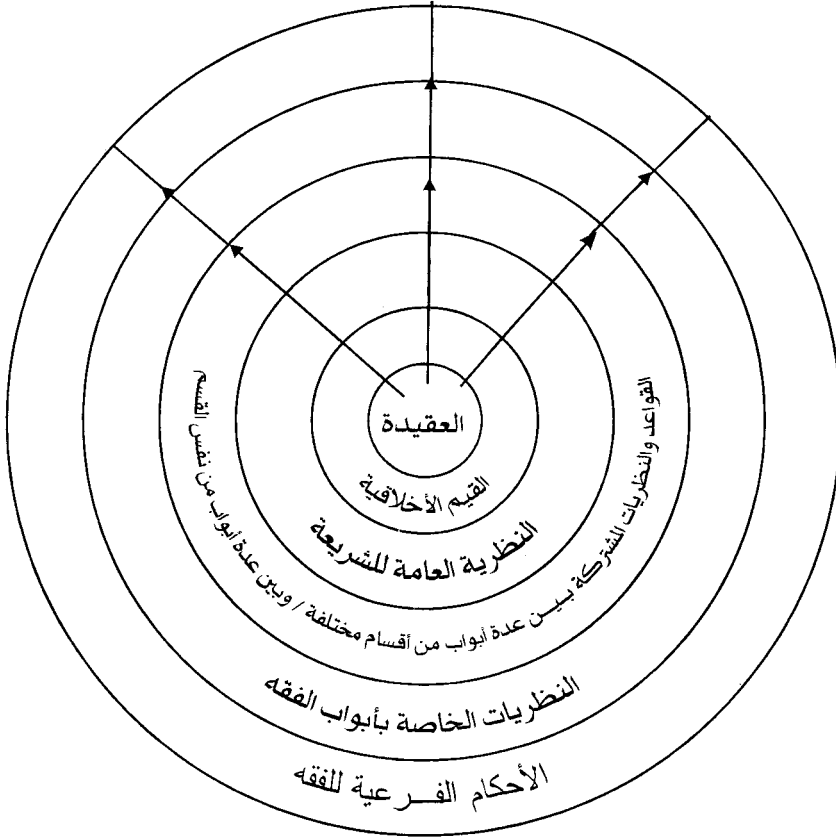 العقيدة
القيم الأخلاقية
النظرية العامة للشريعة
القواعد والنظريات المشتركة بين عدة أبواب من أقسام مختلفة / وبين عدة أبواب من نفس القسم
النظريات الخاصة بأبواب الفقه
الأحكام الفرعية للفقه